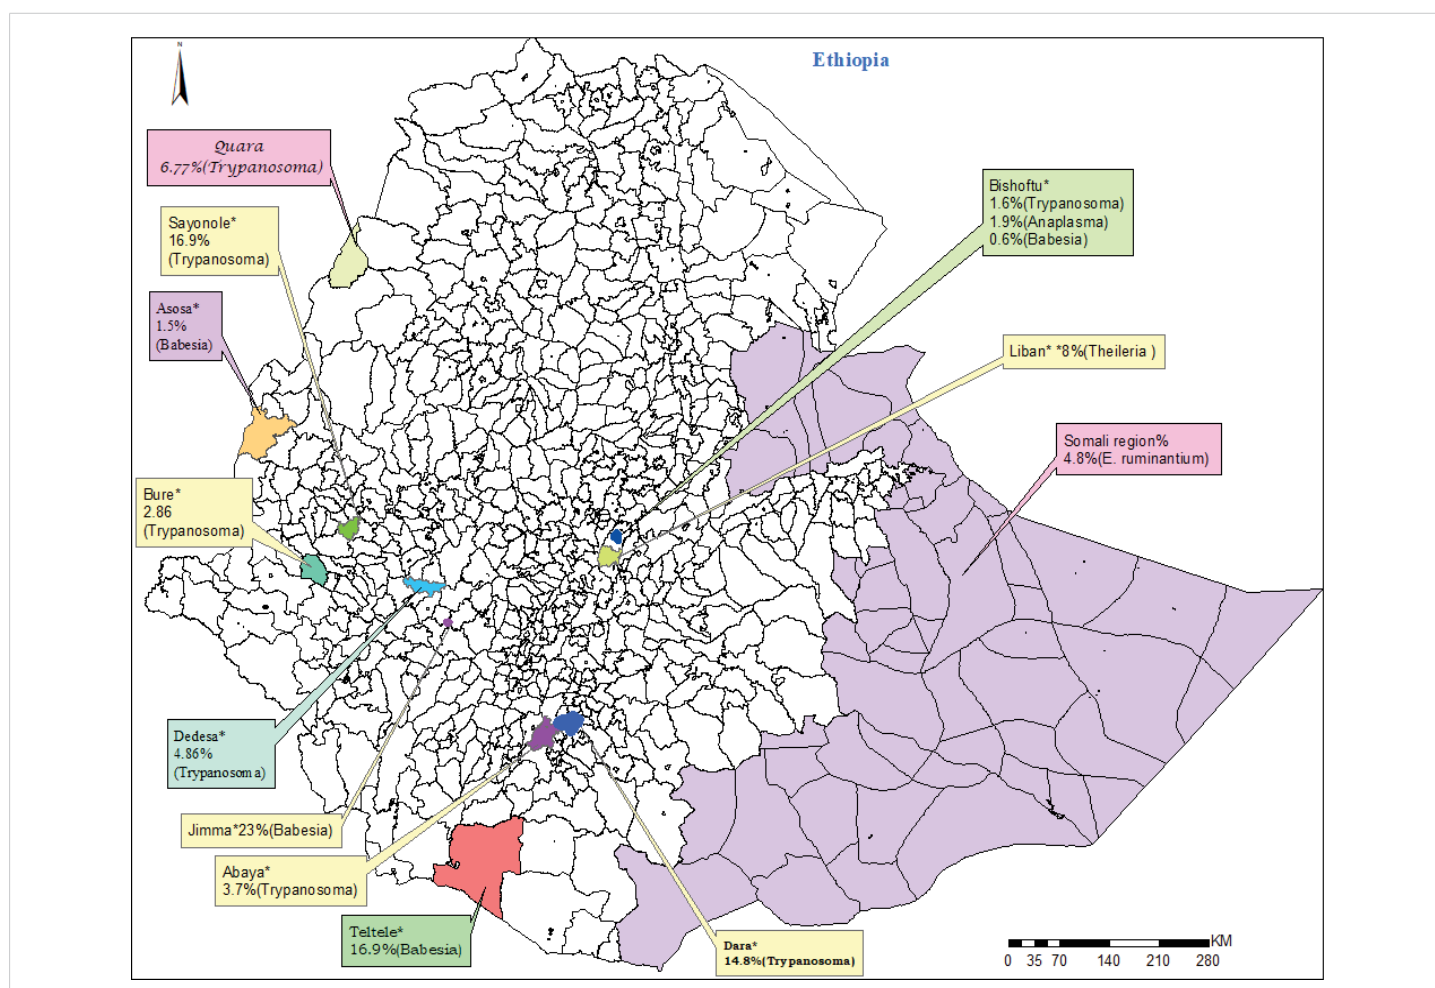 N
Ethiopia
Quara
6.77%(Trypanosoma)
Sayonole*
16.9%
(Trypanosoma)
Asosa*
1.5%
(Babesia)
Bure*
2.86
(Trypanosoma)
Dedesa*
4.86%
(Trypanosoma)
Jimma*23%(Babesia)
Abaya*
3.7%(Trypanosoma)
Teltele*
16.9%(Babesia)
Dara*
14.8%(Trypanosoma)
Bishoftu*
1.6%(Trypanosoma)
1.9%(Anaplasma)
0.6%(Babesia)
Liban* *8%(Theileria )
Somali region%
4.8%(E. ruminantium)
KM
0 35 70 140 210 280